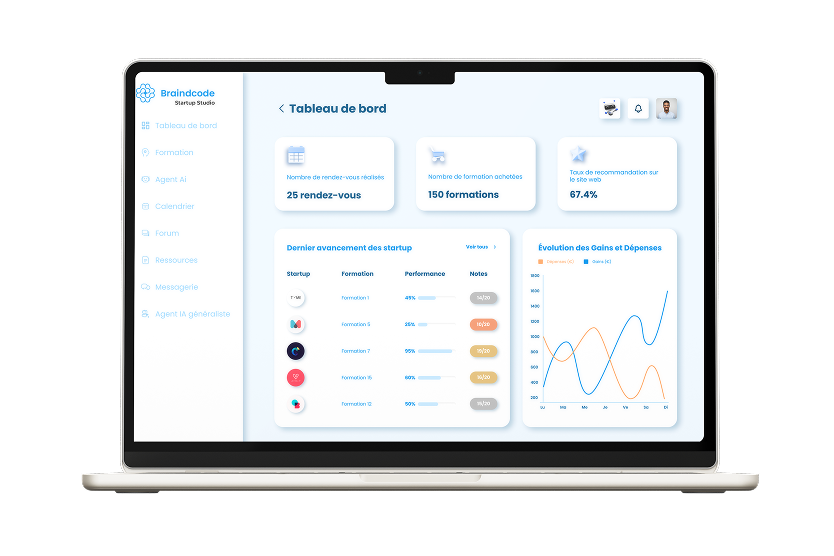 Braindcode
Startup Studio
Tableau de bord
Formation
Agent Ai
Calendrier
Forum
Ressources
Messagerie
Agent IA généraliste
Tableau de bord
Nombre de rendez-vous réalisés
25 rendez-vous
Nombre de formation achetées
150 formations
Taux de recommandation sur
le site web
67.4%
Dernier avancement des startup
Voir tous
Startup Formation Performance Notes
Formation 1 45% 14/20
Formation 5 25% 10/20
Formation 7 95% 19/20
Formation 15 60% 16/20
Formation 12 50% 15/20
Évolution des Gains et Dépenses
Dépenses (€) Gains (€)
1800
1600
1400
1200
1000
800
600
400
200
Lu Ma Me Je Ve Sa Di